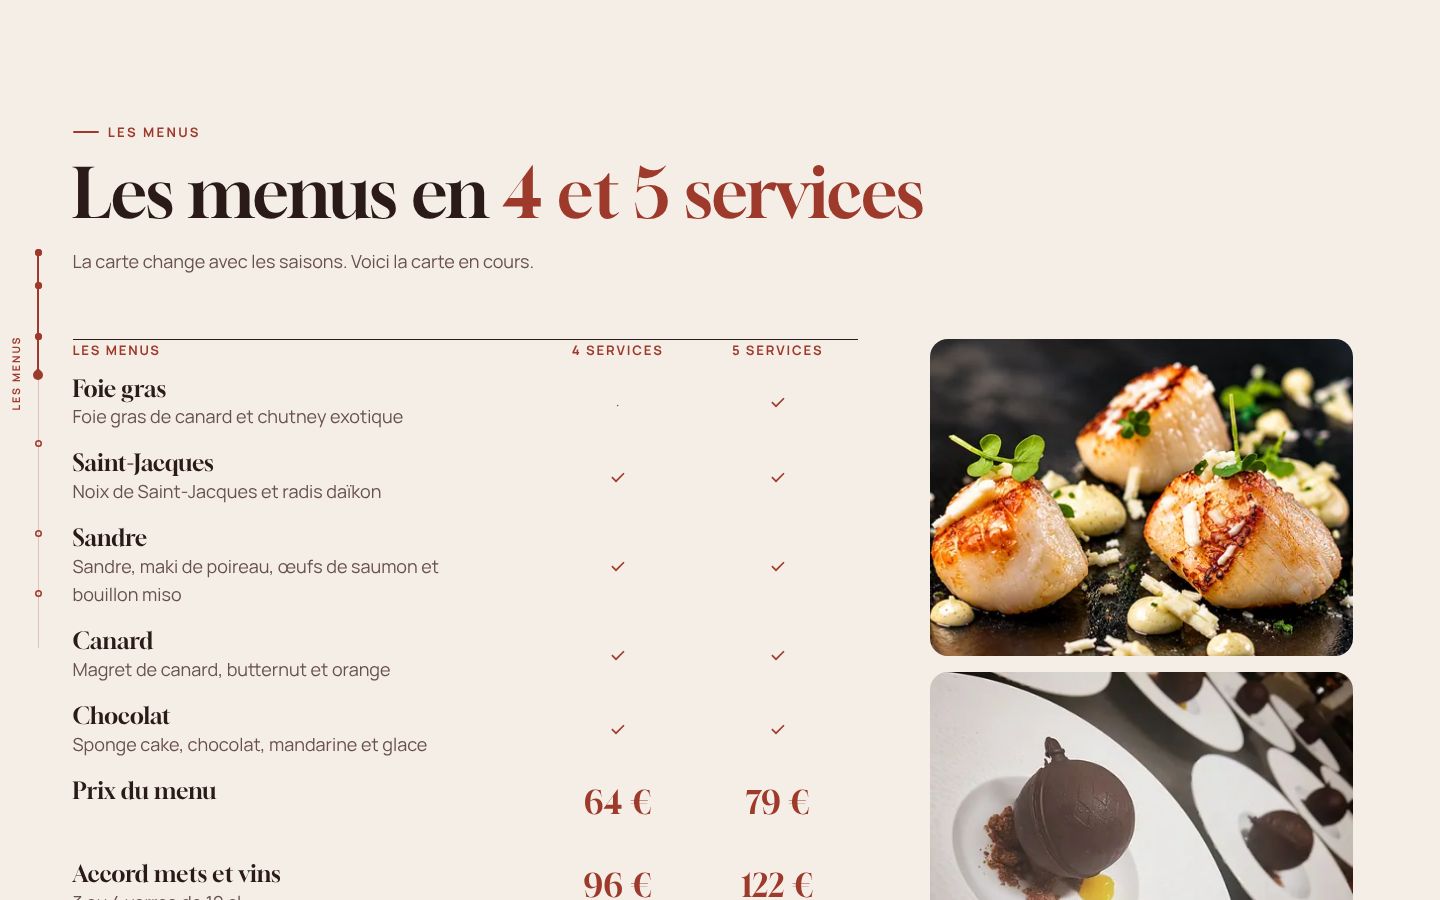 LES MENUS
Les menus en 4 et 5 services
La carte change avec les saisons. Voici la carte en cours.
LES MENUS
LES MENUS 4 SERVICES 5 SERVICES
Foie gras
Foie gras de canard et chutney exotique
Saint-Jacques
Noix de Saint-Jacques et radis daïkon
Sandre
Sandre, maki de poireau, œufs de saumon et
bouillon miso
Canard
Magret de canard, butternut et orange
Chocolat
Sponge cake, chocolat, mandarine et glace
Prix du menu 64 € 79 €
Accord mets et vins 96 € 122 €